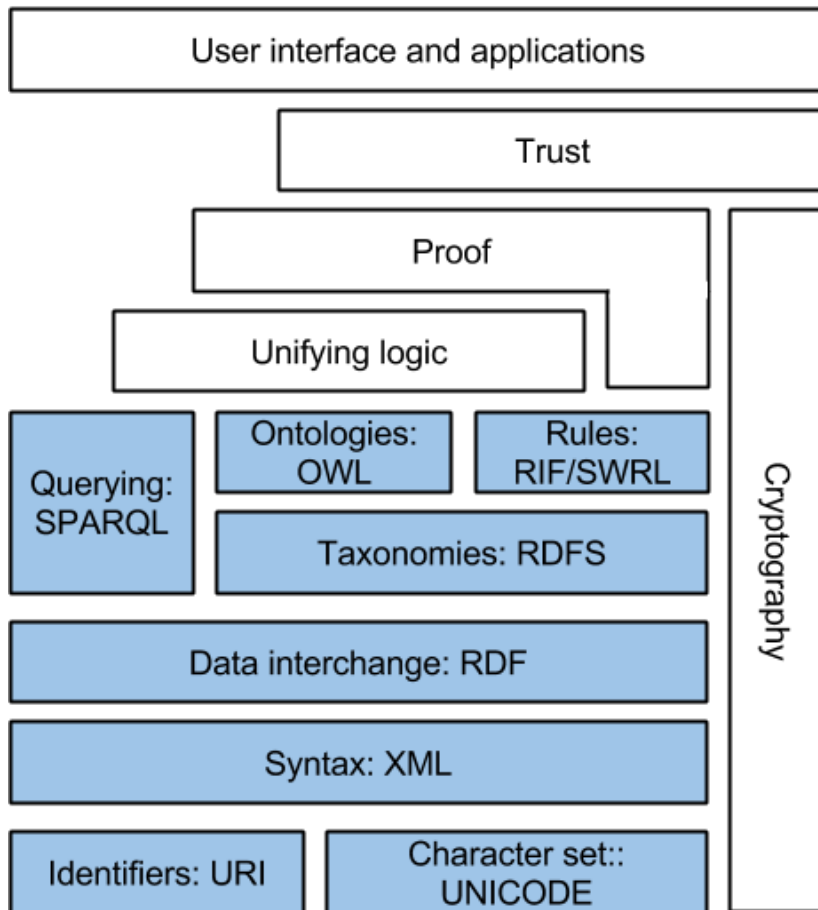 User interface and applications
Trust
Proof
Unifying logic
Querying:
SPARQL
Ontologies:
OWL
Rules:
RIF/SWRL
Taxonomies: RDFS
Cryptography
Data interchange: RDF
Syntax: XML
Identifiers: URI
Character set::
UNICODE